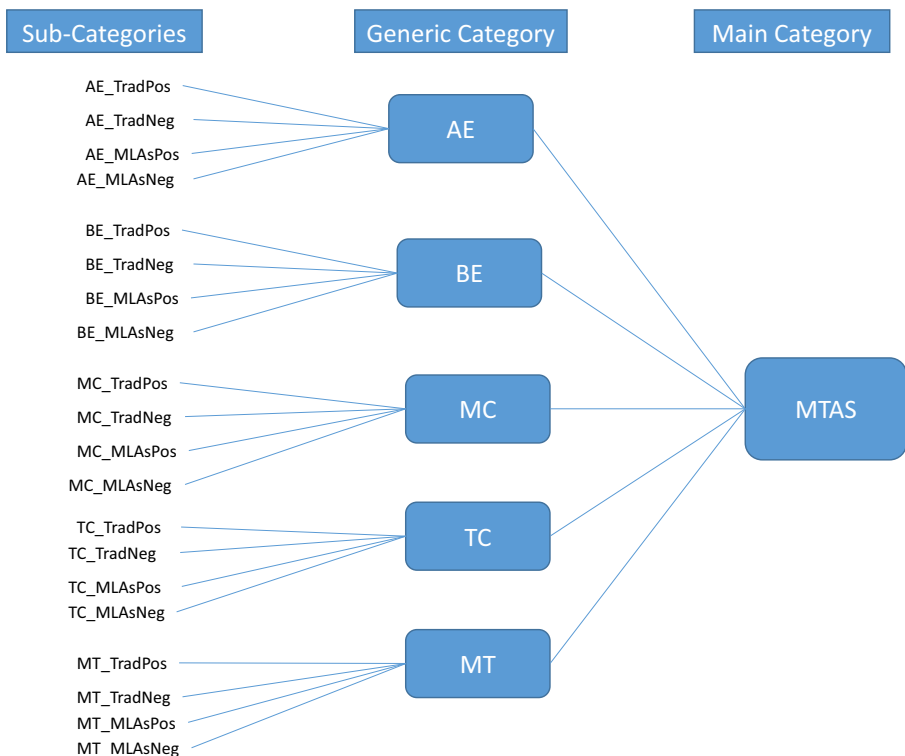 Sub-Categories
Generic Category
Main Category
AE_TradPos
AE_TradNeg
AE_MLAsPos
AE_MLAsNeg
AE
BE_TradPos
BE_TradNeg
BE_MLAsPos
BE_MLAsNeg
BE
MC_TradPos
MC_TradNeg
MC_MLAsPos
MC_MLAsNeg
MC
MTAS
TC_TradPos
TC_TradNeg
TC_MLAsPos
TC_MLAsNeg
TC
MT_TradPos
MT_TradNeg
MT_MLAsPos
MT_MLAsNeg
MT